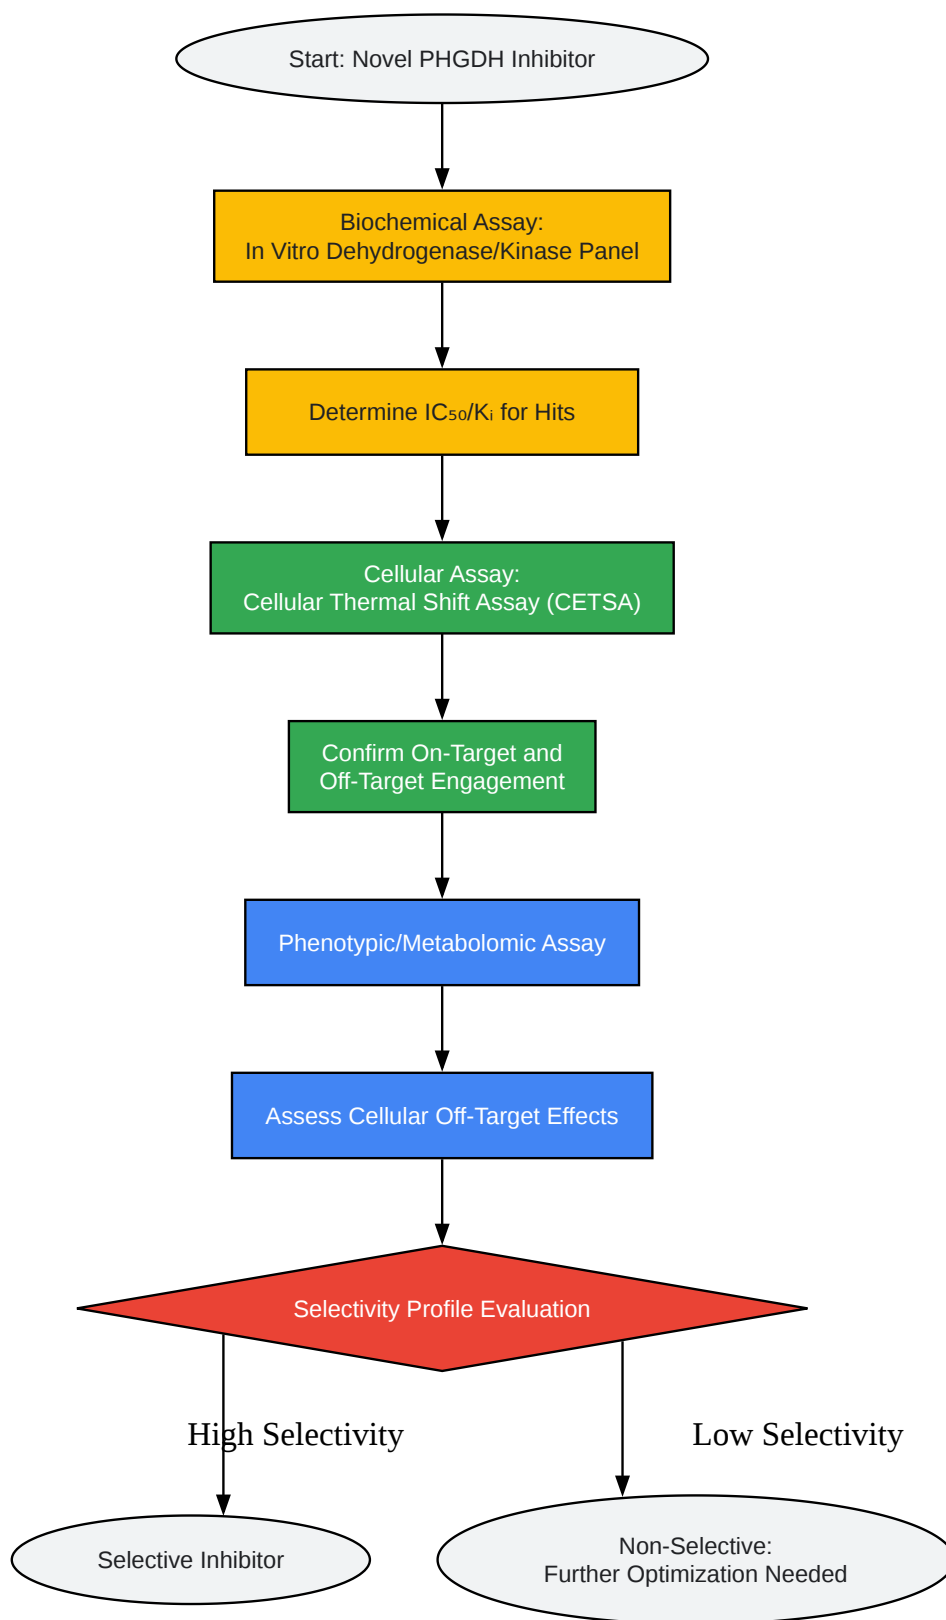 Start: Novel PHGDH Inhibitor
Biochemical Assay:
In Vitro Dehydrogenase/Kinase Panel
Determine IC₅₀/Kᵢ for Hits
Cellular Assay:
Cellular Thermal Shift Assay (CETSA)
Confirm On-Target and
Off-Target Engagement
Phenotypic/Metabolomic Assay
Assess Cellular Off-Target Effects
Selectivity Profile Evaluation
High Selectivity
Low Selectivity
Selective Inhibitor
Non-Selective:
Further Optimization Needed